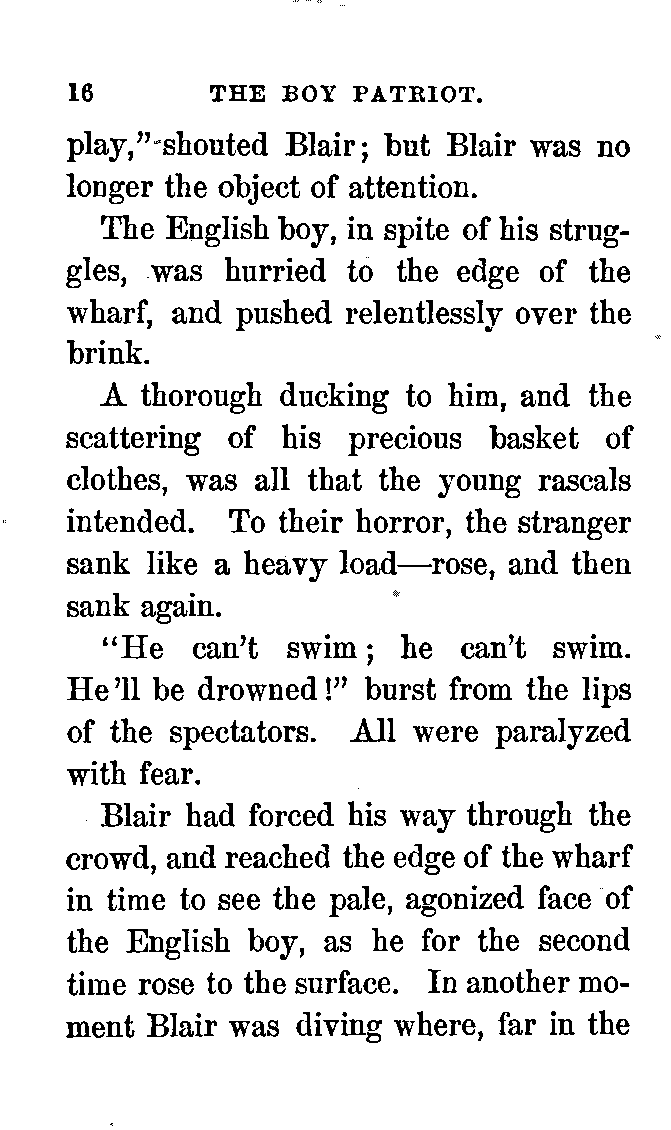 16 THE BOY PATRIOT.
play," shouted Blair; but Blair was no
longer the object of attention.
The English boy, in spite of his strug-
gles, was hurried to the edge of the
wharf, and pushed relentlessly over the
brink.
A thorough ducking to him, and the
scattering of his precious basket of
clothes, was all that the young rascals
intended. To their horror, the stranger
sank like a heavy load—rose, and then
sank again.
"He can't swim; he can't swim.
He'll be drowned!" burst from the lips
of the spectators. All were paralyzed
with fear.
Blair had forced his way through the
crowd, and reached the edge of the wharf
in time to see the pale, agonized face of
the English boy, as he for the second
time rose to the surface. In another mo-
ment Blair was diving where, far in the